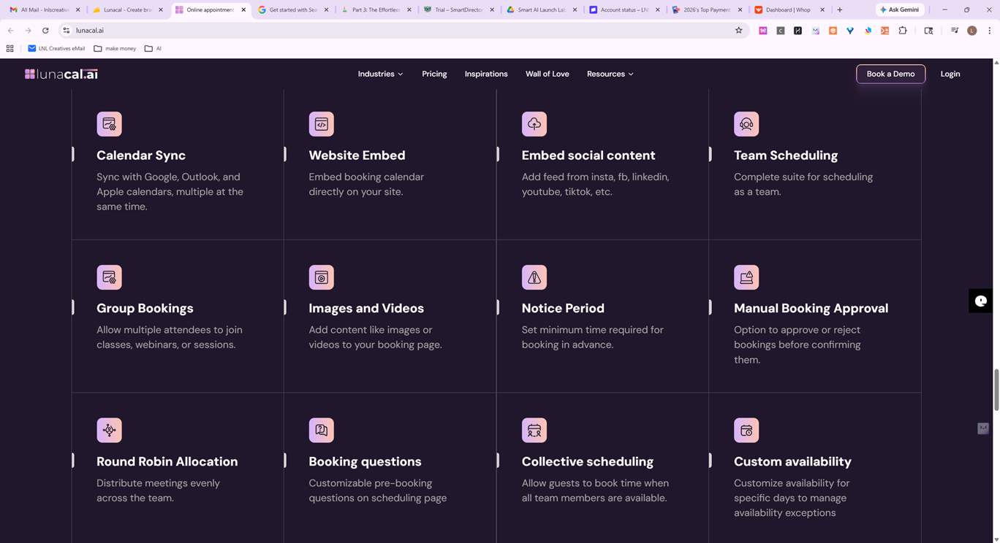 All Mail - lnlscreative
Lunacal - Create bra
Online appointment
Get started with Sea
Part 3: The Effortless
Trial – SmartDirector
Smart AI Launch Lab
Account status – LN
2026's Top Payment
Dashboard | Whop
Ask Gemini
lunacal.ai
LNL Creatives eMail
make money
AI
lunacal.ai
Industries
Pricing
Inspirations
Wall of Love
Resources
Book a Demo
Login
Calendar Sync
Sync with Google, Outlook, and
Apple calendars, multiple at the
same time.
Website Embed
Embed booking calendar
directly on your site.
Embed social content
Add feed from insta, fb, linkedin,
youtube, tiktok, etc.
Team Scheduling
Complete suite for scheduling
as a team.
Group Bookings
Allow multiple attendees to join
classes, webinars, or sessions.
Images and Videos
Add content like images or
videos to your booking page.
Notice Period
Set minimum time required for
booking in advance.
Manual Booking Approval
Option to approve or reject
bookings before confirming
them.
Round Robin Allocation
Distribute meetings evenly
across the team.
Booking questions
Customizable pre-booking
questions on scheduling page
Collective scheduling
Allow guests to book time when
all team members are available.
Custom availability
Customize availability for
specific days to manage
availability exceptions